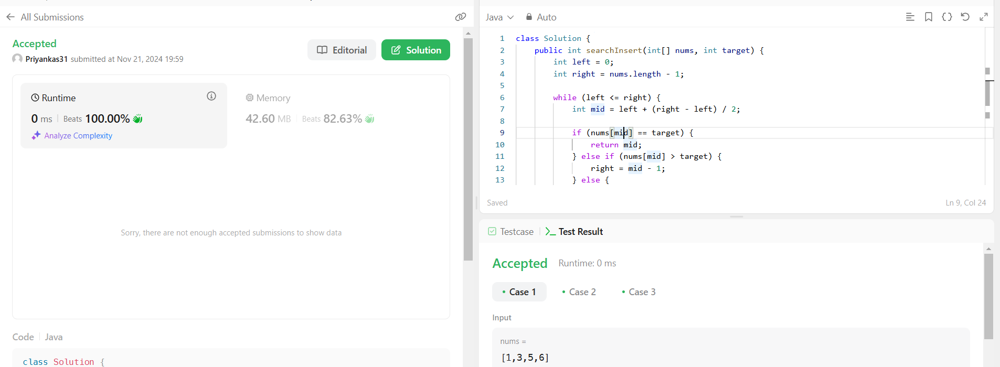 All Submissions
Accepted
Editorial
Solution
Priyankas31 submitted at Nov 21, 2024 19:59
Runtime
0 ms | Beats 100.00%
Analyze Complexity
Memory
42.60 MB | Beats 82.63%
Sorry, there are not enough accepted submissions to show data
Code | Java
class Solution {
Java
Auto
1 class Solution {
2 public int searchInsert(int[] nums, int target) {
3 int left = 0;
4 int right = nums.length - 1;
5
6 while (left <= right) {
7 int mid = left + (right - left) / 2;
8
9 if (nums[mid] == target) {
10 return mid;
11 } else if (nums[mid] > target) {
12 right = mid - 1;
13 } else {
Saved
Ln 9, Col 24
Testcase | Test Result
Accepted Runtime: 0 ms
Case 1 Case 2 Case 3
Input
nums =
[1,3,5,6]